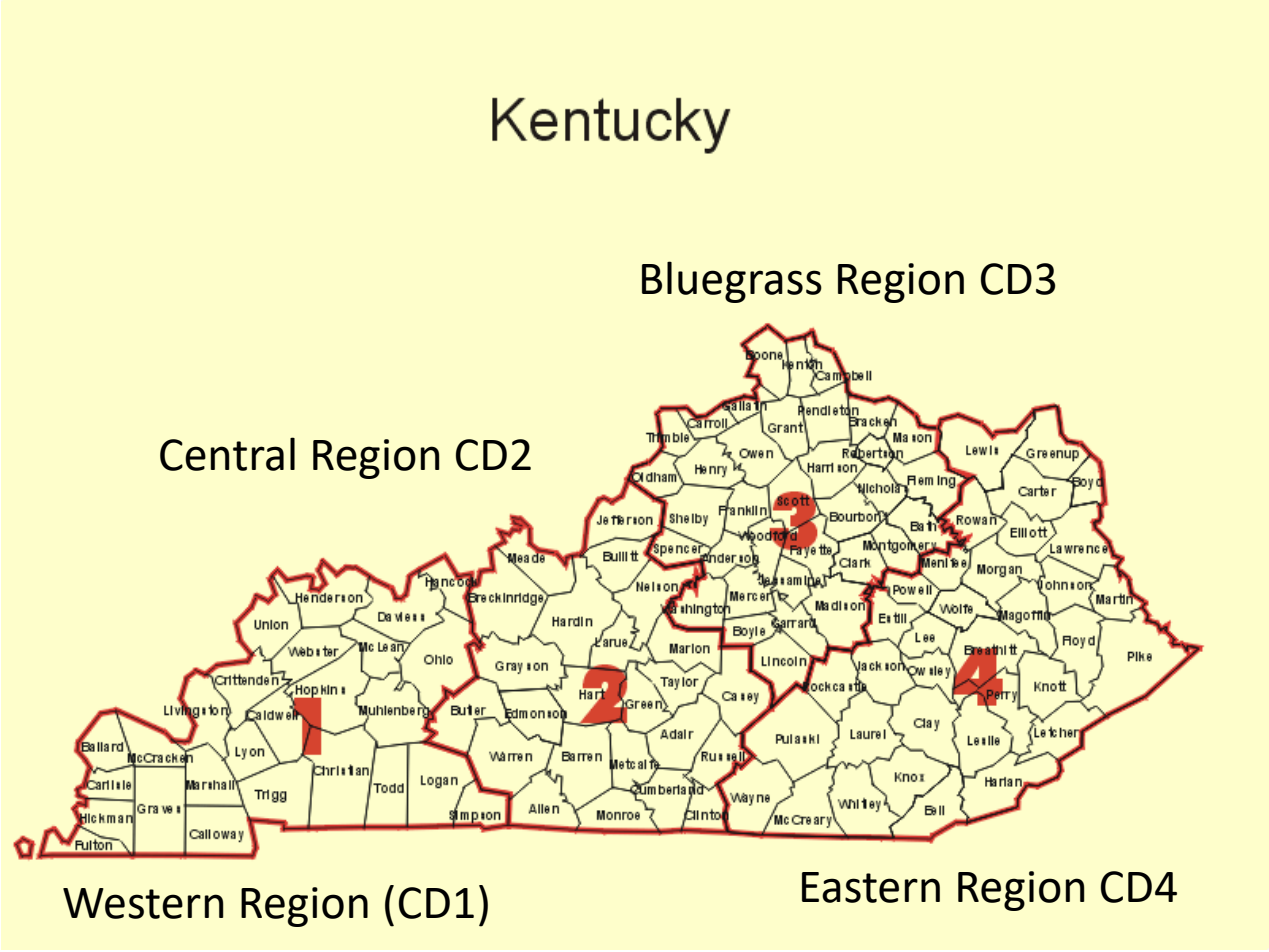 Kentucky
Bluegrass Region CD3
Central Region CD2
Boone
Kenton
Campbell
Gallatin
Pendleton
Carroll
Grant
Bracken
Trimble
Mason
Owen
Robertson
Lewis
Greenup
Henry
Harrison
Oldham
Nicholas
Fleming
Boyd
Carter
Scott
3
Franklin
Bourbon
Jefferson
Shelby
Bath
Rowan
Elliott
Woodford
Fayette
Montgomery
Lawrence
Spencer
Anderson
Bullitt
Meade
Clark
Menifee
Morgan
Hancock
Jessamine
Johnson
Nelson
Powell
Martin
Henderson
Breckinridge
Mercer
Washington
Madison
Wolfe
Magoffin
Daviess
Hardin
Garrard
Estill
Union
Boyle
Lee
Floyd
Larue
Marion
Breathitt
Pike
Webster
McLean
Ohio
Grayson
Lincoln
Jackson
Owsley
4
Crittenden
Taylor
Rockcastle
Perry
Knott
Hopkins
Hart
2
Green
Casey
Livingston
Caldwell
1
Muhlenberg
Butler
Edmonson
Clay
Letcher
Adair
Pulaski
Laurel
Leslie
Ballard
McCracken
Lyon
Warren
Barren
Metcalfe
Russell
Carlisle
Marshall
Christian
Todd
Logan
Cumberland
Knox
Harlan
Trigg
Wayne
Whitley
Graves
Hickman
Simpson
Allen
Monroe
Clinton
McCreary
Bell
Calloway
Fulton
Western Region (CD1)
Eastern Region CD4